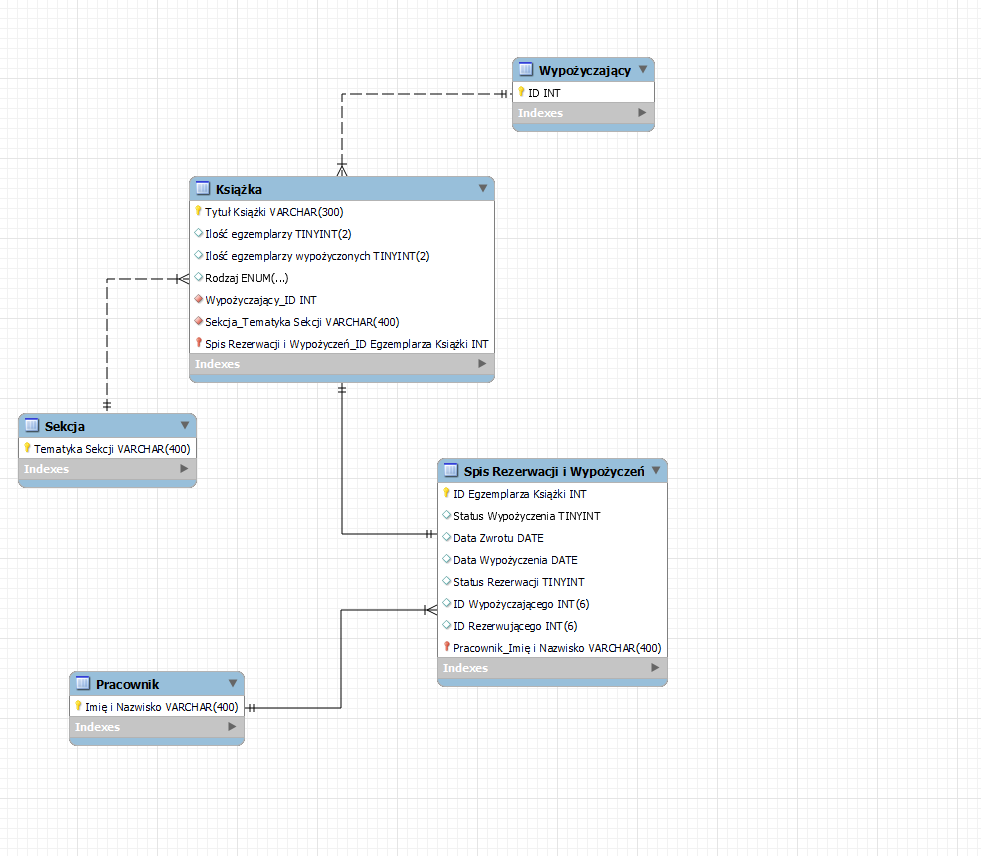 Wypożyczający
ID INT
Indexes
Książka
Tytuł Książki VARCHAR(300)
Ilość egzemplarzy TINYINT(2)
Ilość egzemplarzy wypożyczonych TINYINT(2)
Rodzaj ENUM(...)
Wypożyczający_ID INT
Sekcja_Tematyka Sekcji VARCHAR(400)
Spis Rezerwacji i Wypożyczeń_ID Egzemplarza Książki INT
Indexes
Sekcja
Tematyka Sekcji VARCHAR(400)
Indexes
Spis Rezerwacji i Wypożyczeń
ID Egzemplarza Książki INT
Status Wypożyczenia TINYINT
Data Zwrotu DATE
Data Wypożyczenia DATE
Status Rezerwacji TINYINT
ID Wypożyczającego INT(6)
ID Rezerwującego INT(6)
Pracownik_Imię i Nazwisko VARCHAR(400)
Indexes
Pracownik
Imię i Nazwisko VARCHAR(400)
Indexes